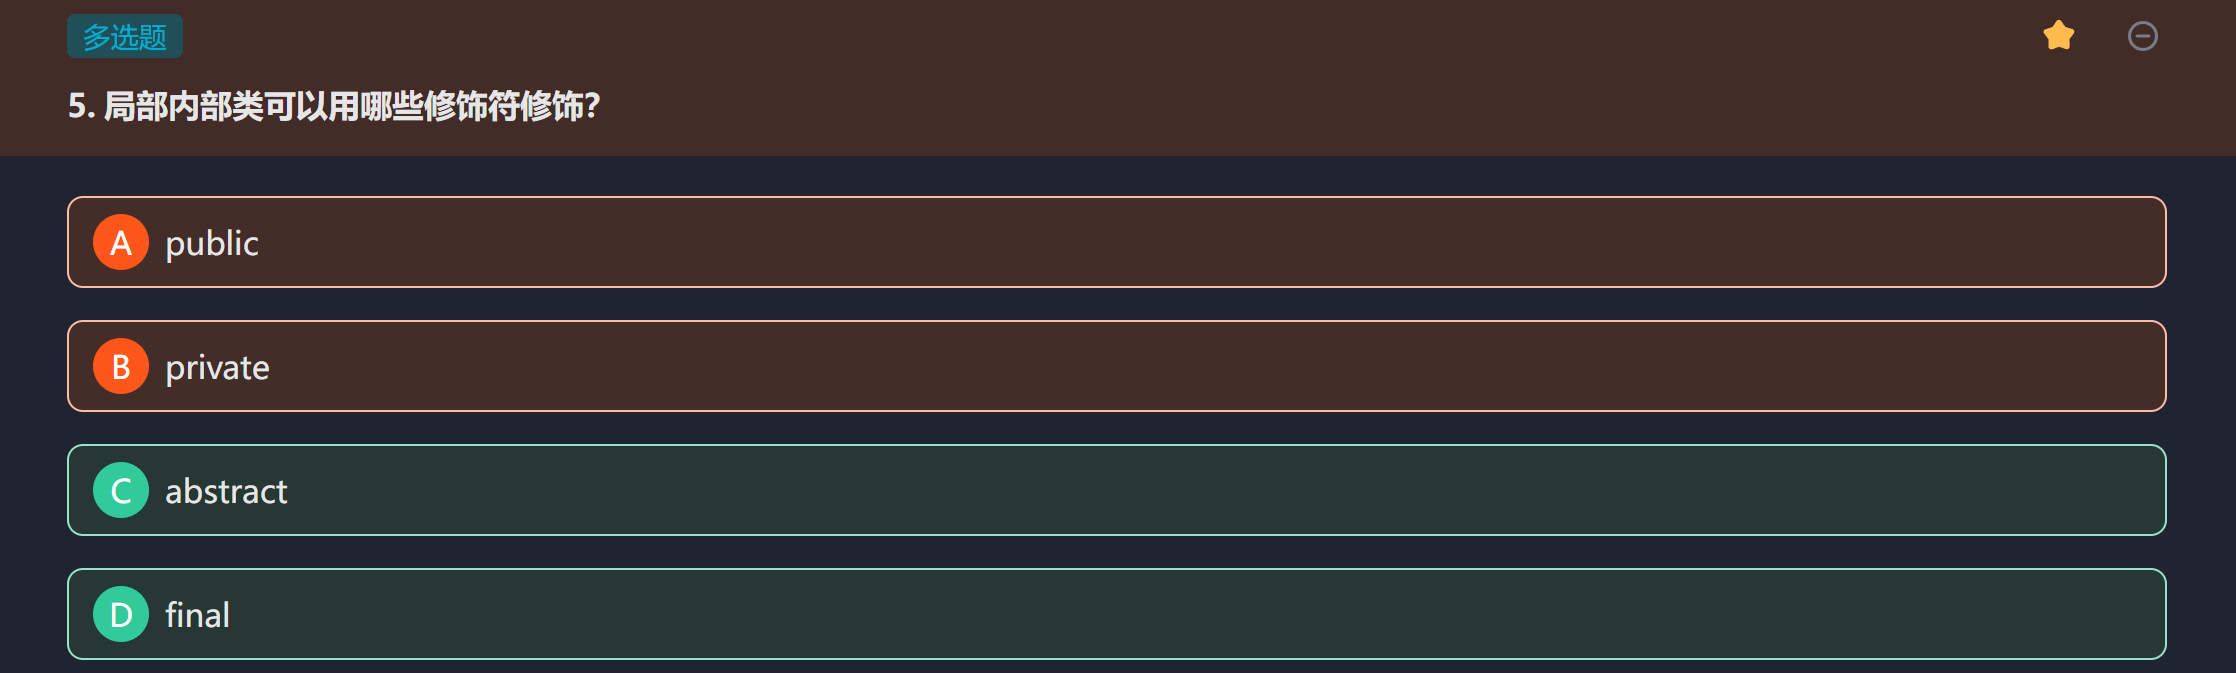 多选题
5. 局部内部类可以用哪些修饰符修饰?
A public
B private
C abstract
D final